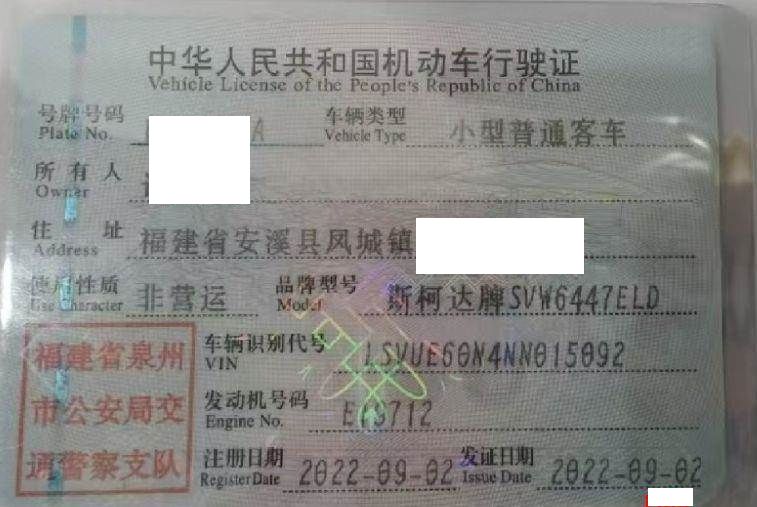 中华人民共和国机动车行驶证
Vehicle License of the People's Republic of China
号牌号码 A 车辆类型 小型普通客车
Plate No. Vehicle Type
所有人
Owner
住址 福建省安溪县凤城镇
Address
使用性质 非营运 品牌型号 斯柯达牌SVW6447ELD
Use Character Model
福建省泉州 车辆识别代号 LSVUE60N4NN015092
VIN
市公安局交 发动机号码
Engine No.
通警察支队 注册日期 2022-09-02 发证日期 2022-09-02
Register Date Issue Date